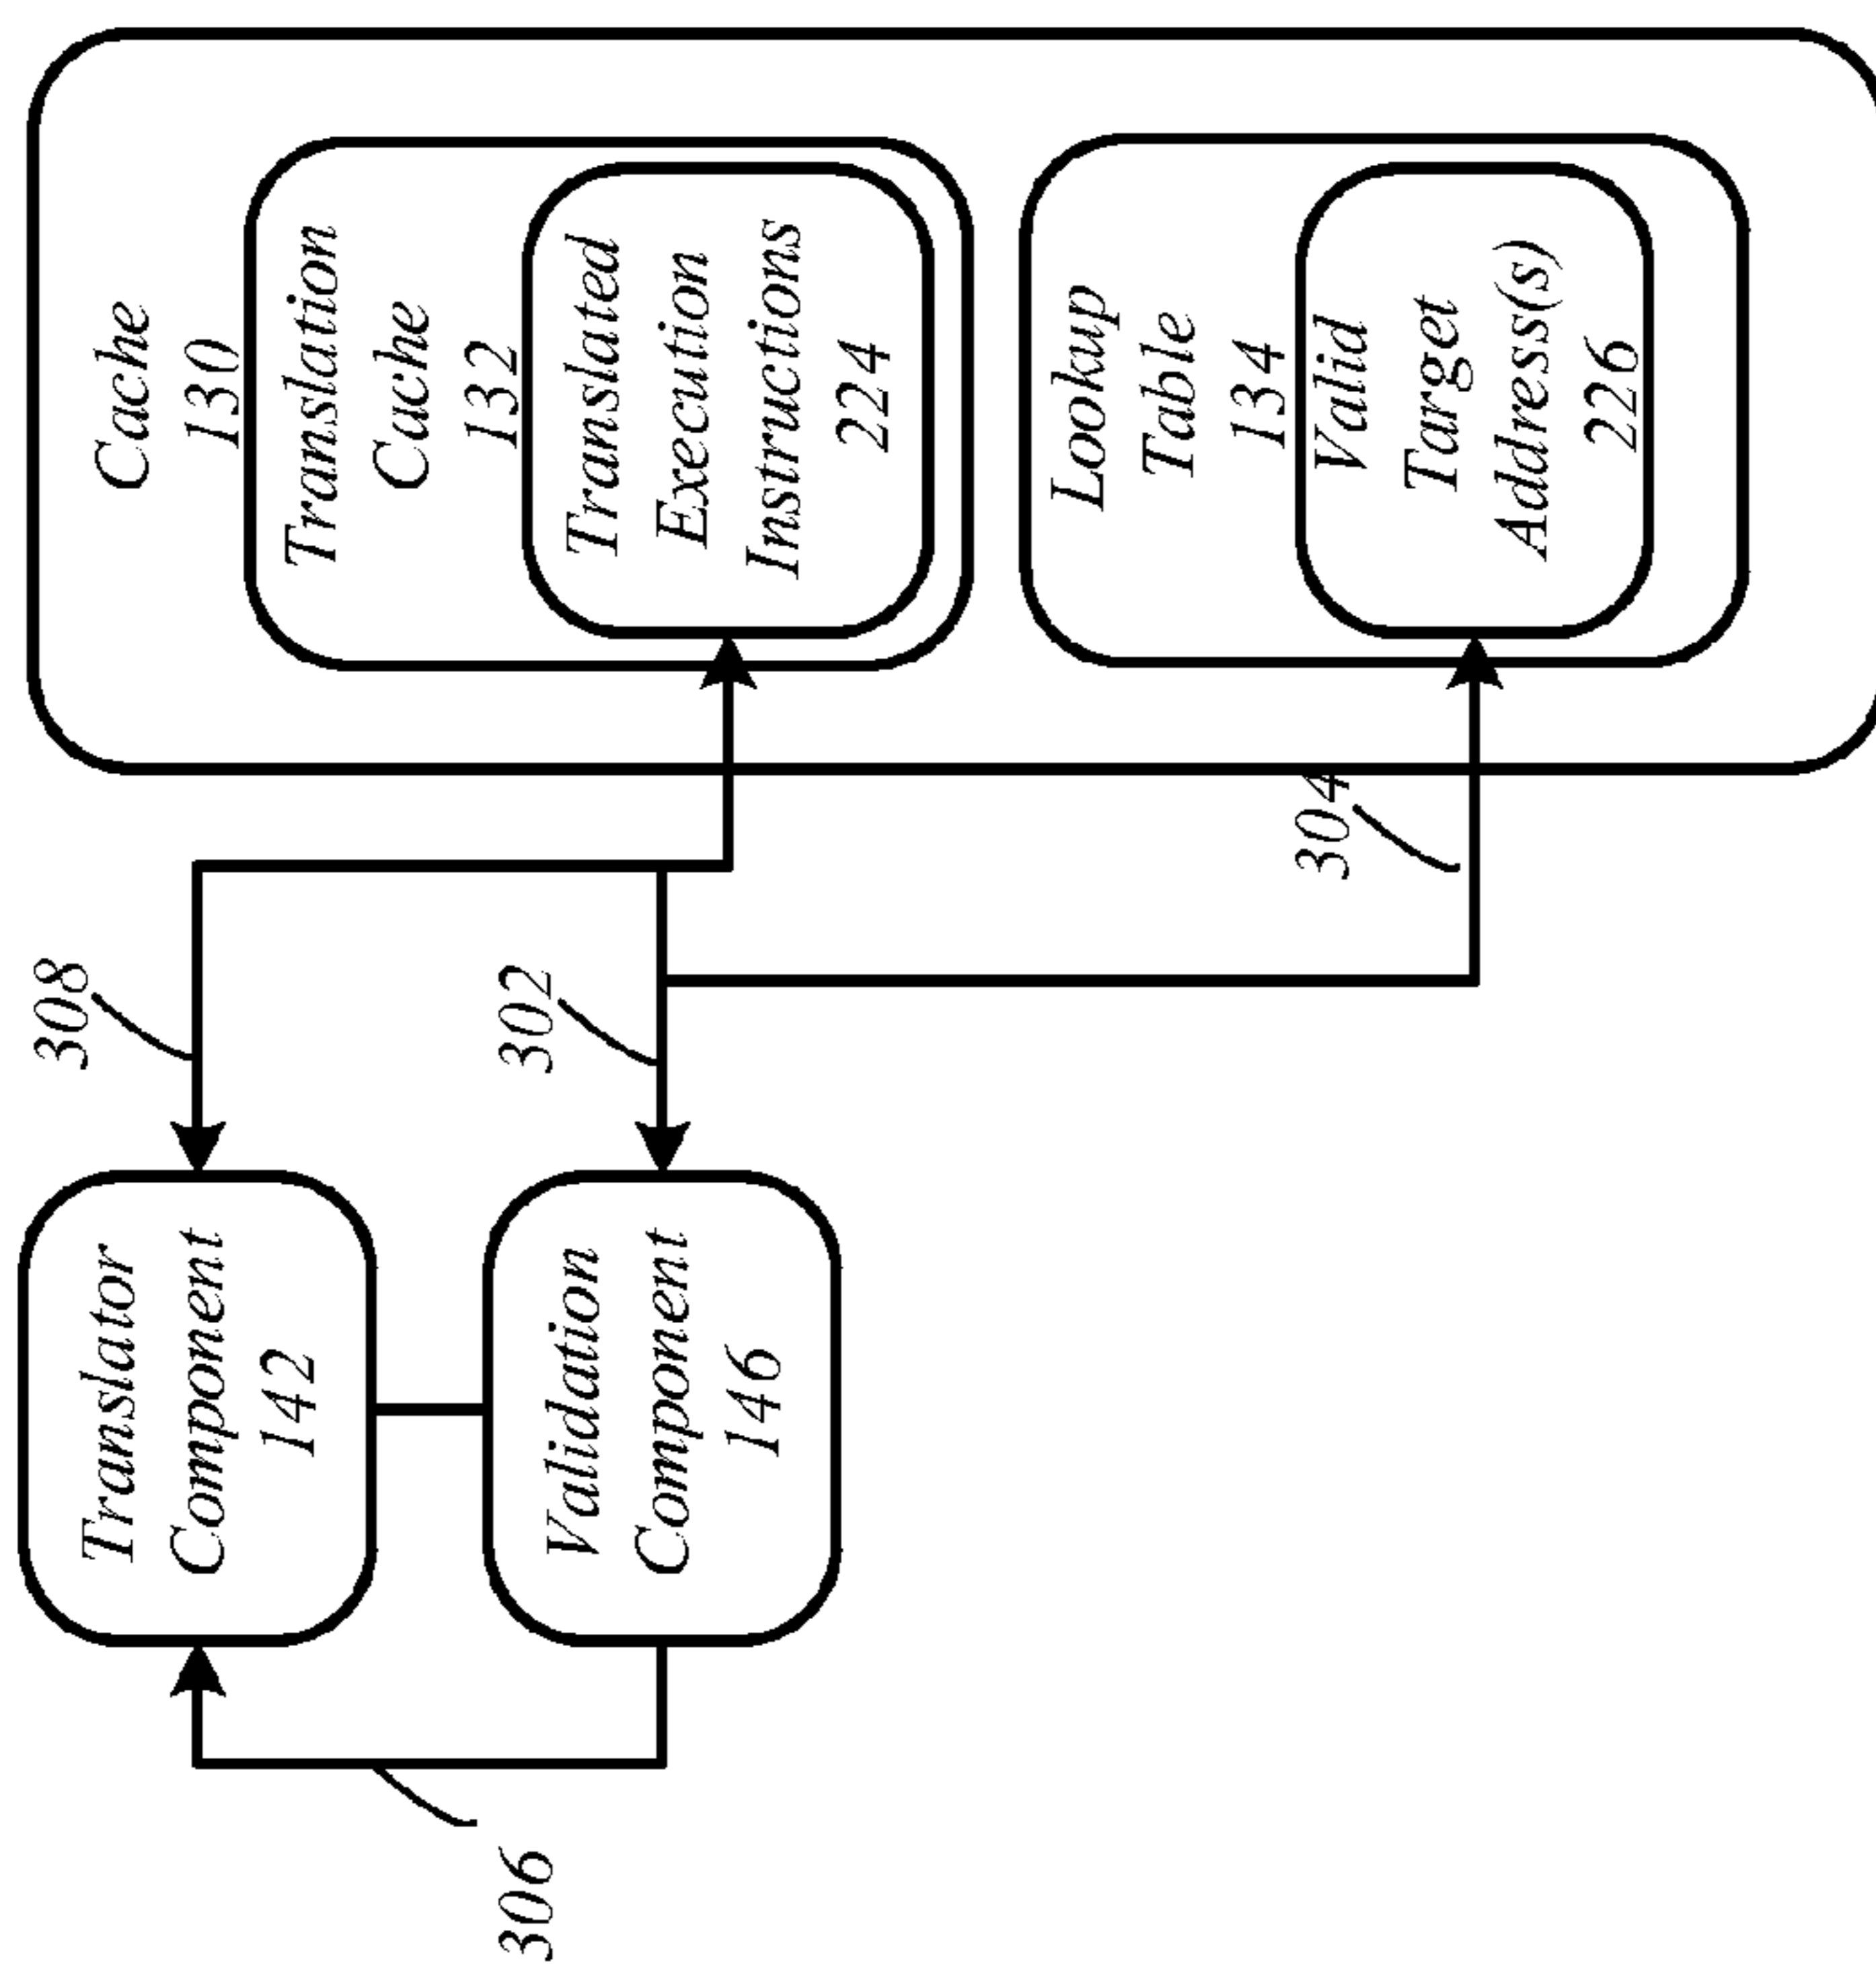 Translator
Component
142
Validation
Component
146
306
308
302
304
Cache
130
Translation
Cache
132
Translated
Execution
Instructions
224
Lookup
Table
134
Valid
Target
Address(s)
226